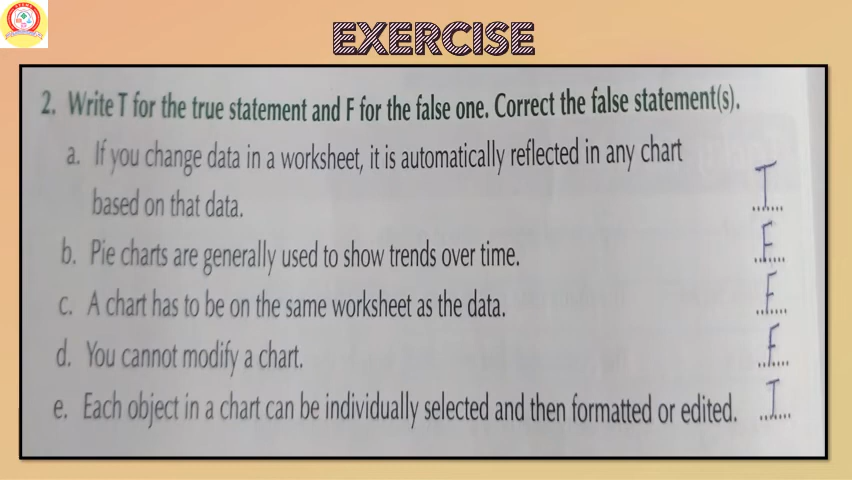 EXERCISE
2. Write T for the true statement and F for the false one. Correct the false statement(s).
a. If you change data in a worksheet, it is automatically reflected in any chart
based on that data. T
b. Pie charts are generally used to show trends over time. F
c. A chart has to be on the same worksheet as the data. F
d. You cannot modify a chart. F
e. Each object in a chart can be individually selected and then formatted or edited. T